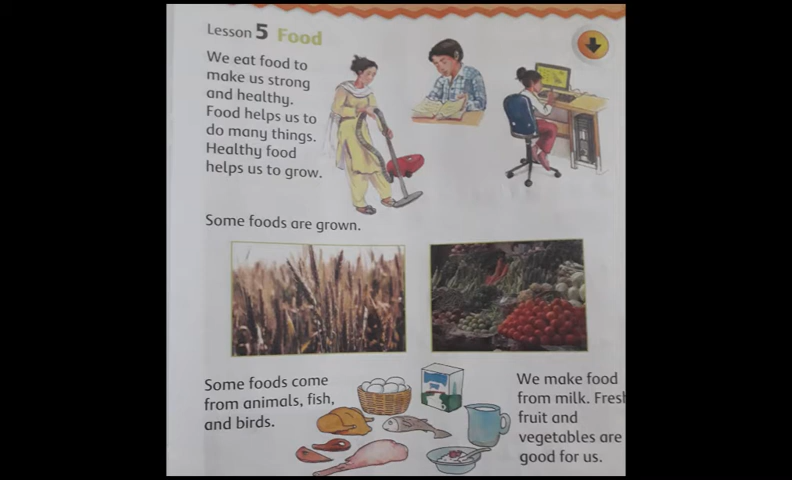 Lesson 5 Food
We eat food to
make us strong
and healthy.
Food helps us to
do many things.
Healthy food
helps us to grow.
Some foods are grown.
Some foods come
from animals, fish,
and birds.
We make food
from milk. Fresh
fruit and
vegetables are
good for us.